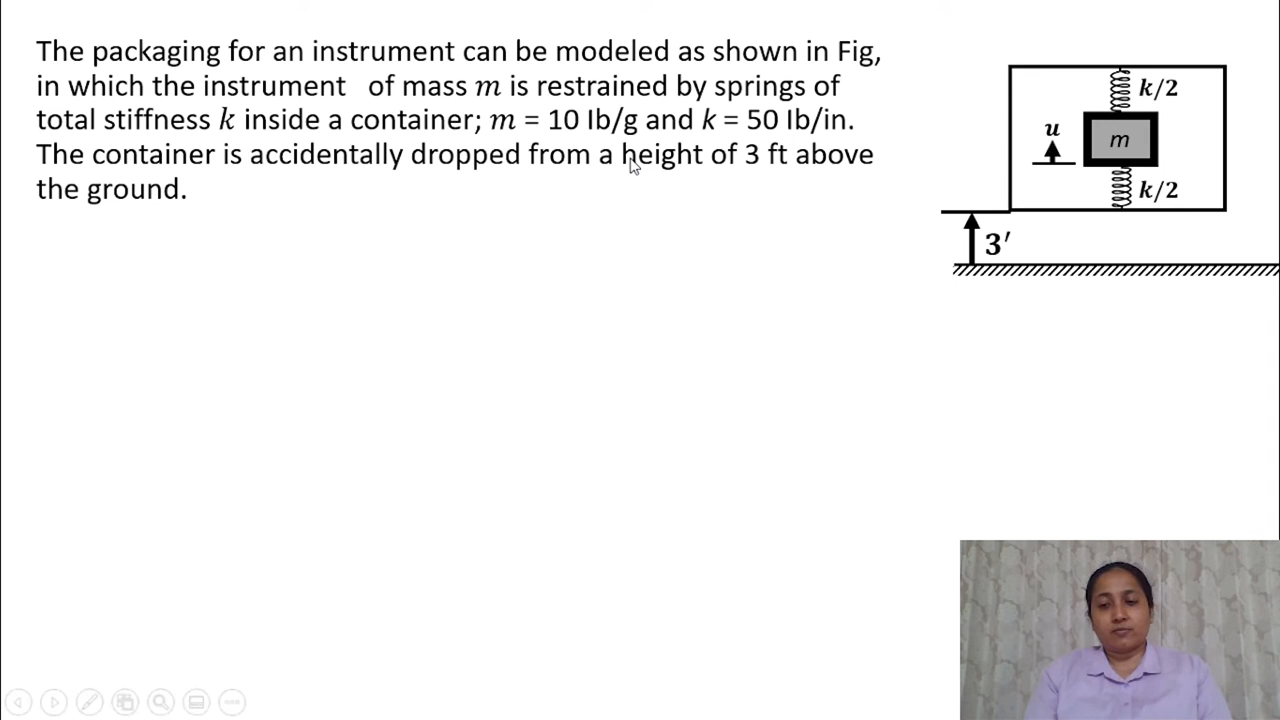 The packaging for an instrument can be modeled as shown in Fig,
in which the instrument of mass m is restrained by springs of
total stiffness k inside a container; m = 10 Ib/g and k = 50 Ib/in.
The container is accidentally dropped from a height of 3 ft above
the ground.
k/2
u
m
k/2
3′